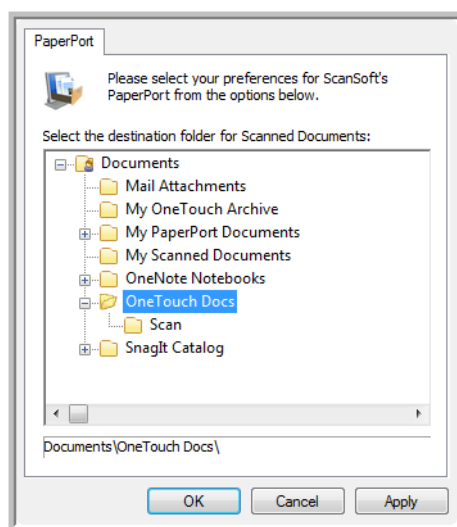 PaperPort
Please select your preferences for ScanSoft's
PaperPort from the options below.
Select the destination folder for Scanned Documents:
Documents
Mail Attachments
My OneTouch Archive
My PaperPort Documents
My Scanned Documents
OneNote Notebooks
OneTouch Docs
Scan
SnagIt Catalog
Documents\OneTouch Docs\
OK Cancel Apply